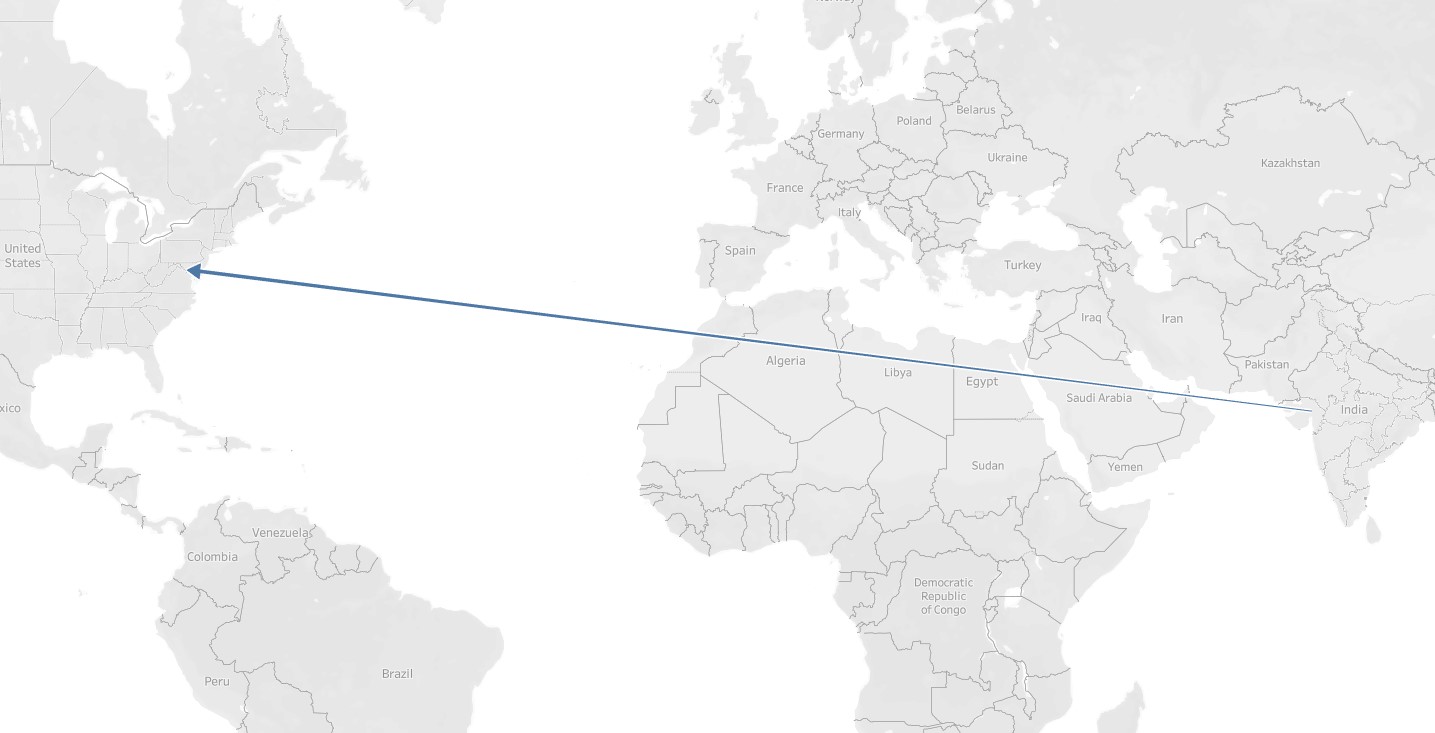 Norway
Belarus
Poland
Germany
Ukraine
Kazakhstan
France
Italy
United
States
Spain
Turkey
Iraq
Iran
Algeria
Libya
Egypt
Pakistan
Saudi Arabia
India
xico
Sudan
Yemen
Venezuela
Colombia
Democratic
Republic
of Congo
Brazil
Peru